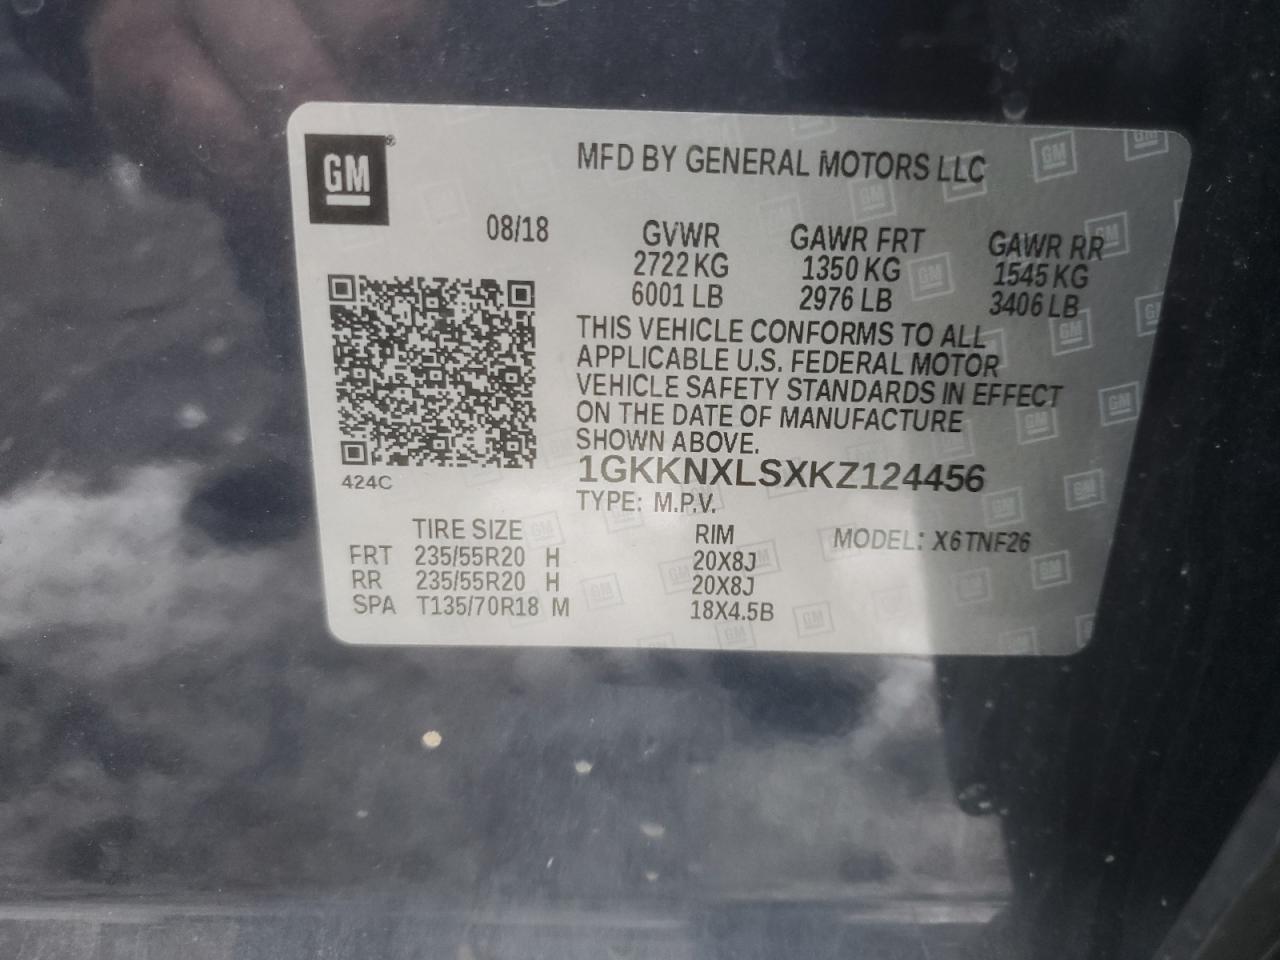 GM
MFD BY GENERAL MOTORS LLC
08/18 GVWR GAWR FRT GAWR RR
2722 KG 1350 KG 1545 KG
6001 LB 2976 LB 3406 LB
THIS VEHICLE CONFORMS TO ALL
APPLICABLE U.S. FEDERAL MOTOR
VEHICLE SAFETY STANDARDS IN EFFECT
ON THE DATE OF MANUFACTURE
SHOWN ABOVE.
1GKKNXLSXKZ124456
424C
TYPE: M.P.V.
TIRE SIZE RIM MODEL: X6TNF26
FRT 235/55R20 H 20X8J
RR 235/55R20 H 20X8J
SPA T135/70R18 M 18X4.5B